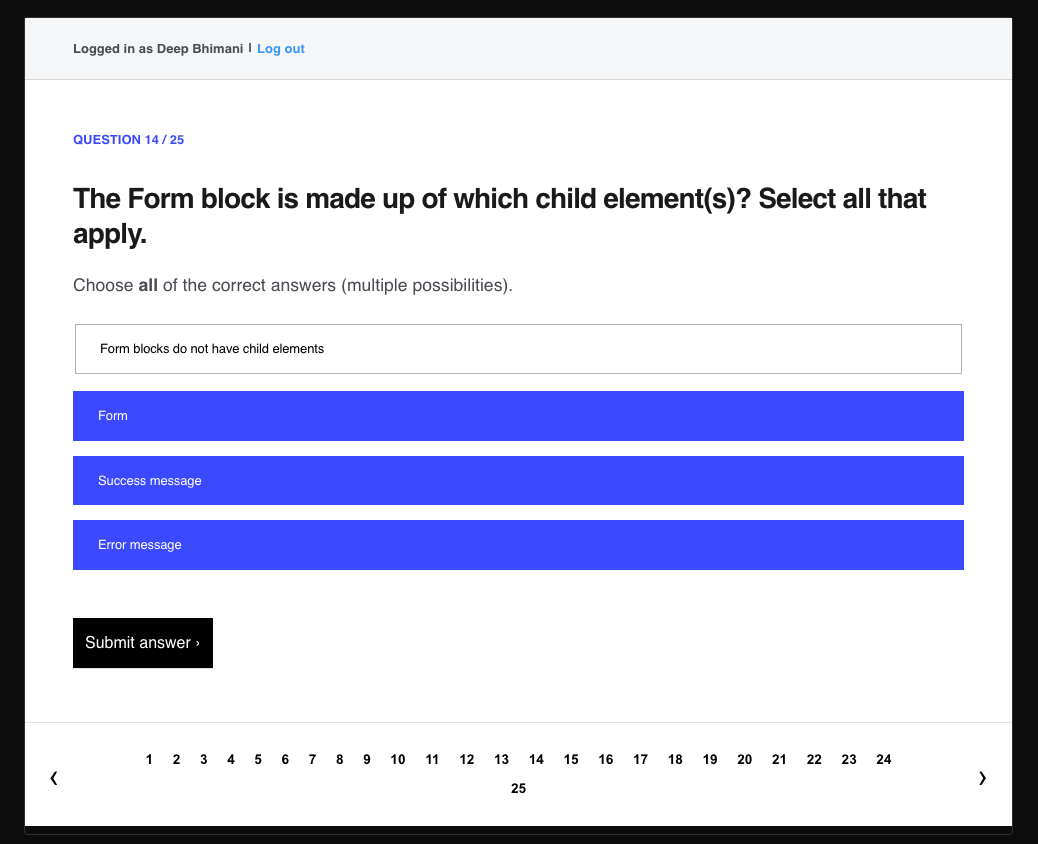 Logged in as Deep Bhimani | Log out
QUESTION 14 / 25
The Form block is made up of which child element(s)? Select all that
apply.
Choose all of the correct answers (multiple possibilities).
Form blocks do not have child elements
Form
Success message
Error message
Submit answer ›
1 2 3 4 5 6 7 8 9 10 11 12 13 14 15 16 17 18 19 20 21 22 23 24
‹ ›
25